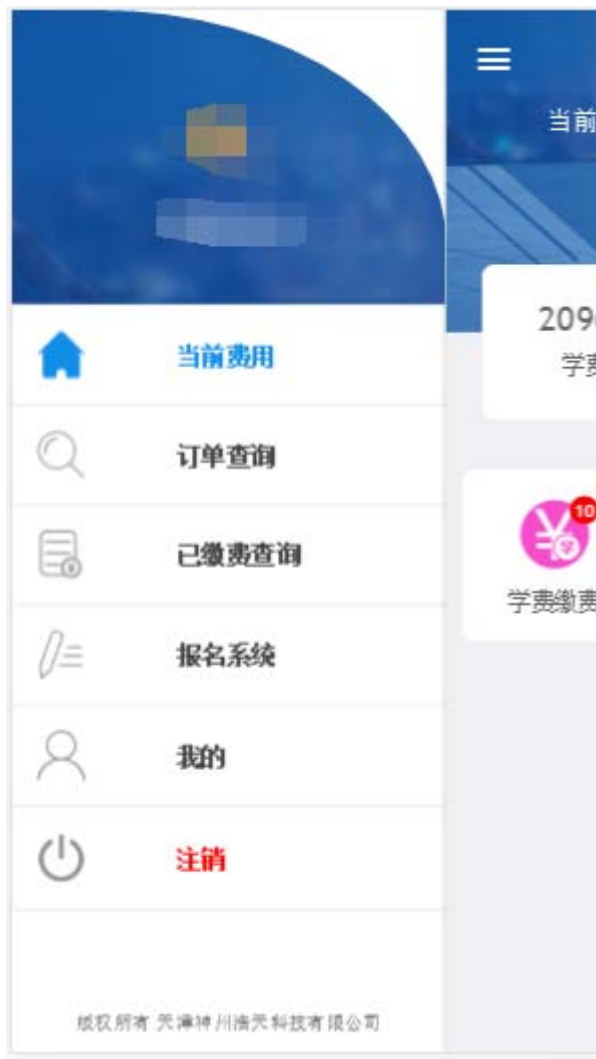 当前
209
学费
当前费用
订单查询
已缴费查询
报名系统
我的
注销
10
学费缴费
版权所有 天津神州浩天科技有限公司